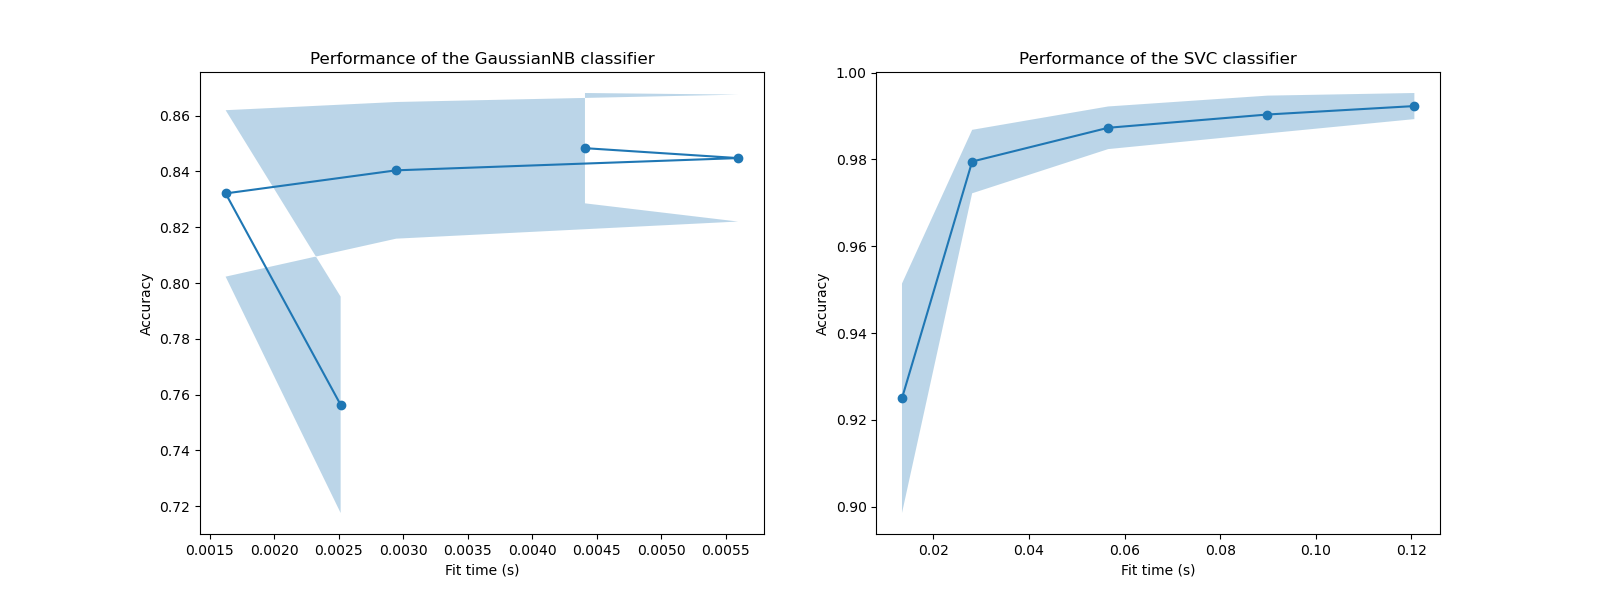 Performance of the GaussianNB classifier
Accuracy
0.86
0.84
0.82
0.80
0.78
0.76
0.74
0.72
0.0015 0.0020 0.0025 0.0030 0.0035 0.0040 0.0045 0.0050 0.0055
Fit time (s)
Performance of the SVC classifier
Accuracy
1.00
0.98
0.96
0.94
0.92
0.90
0.02 0.04 0.06 0.08 0.10 0.12
Fit time (s)